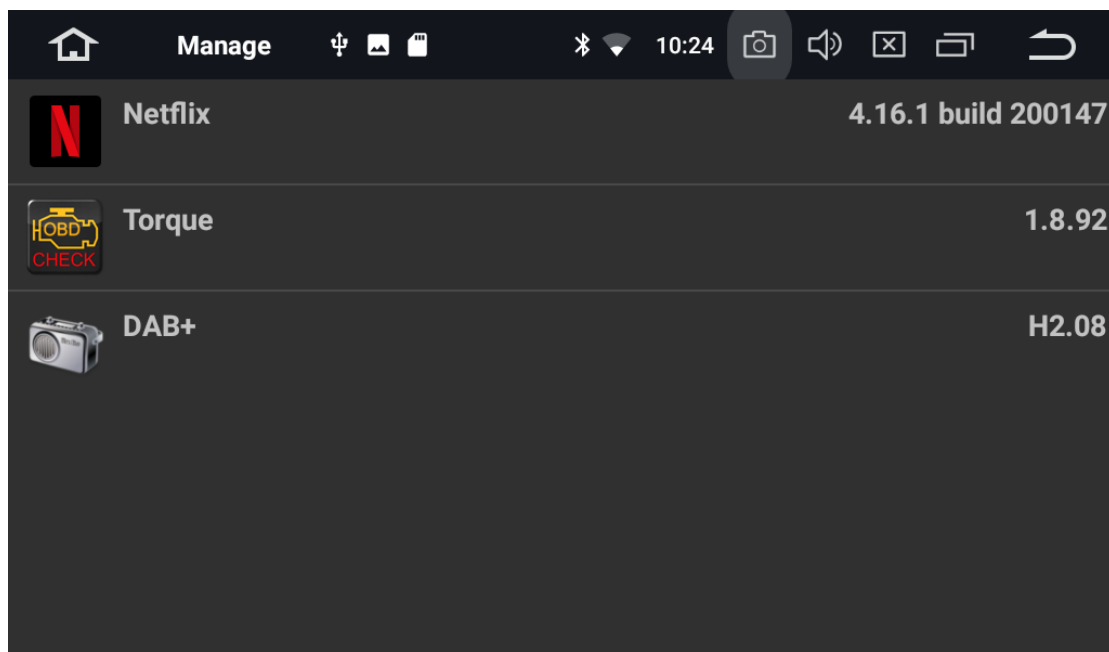 Manage 10:24
Netflix 4.16.1 build 200147
OBD
CHECK
Torque 1.8.92
DAB+ H2.08